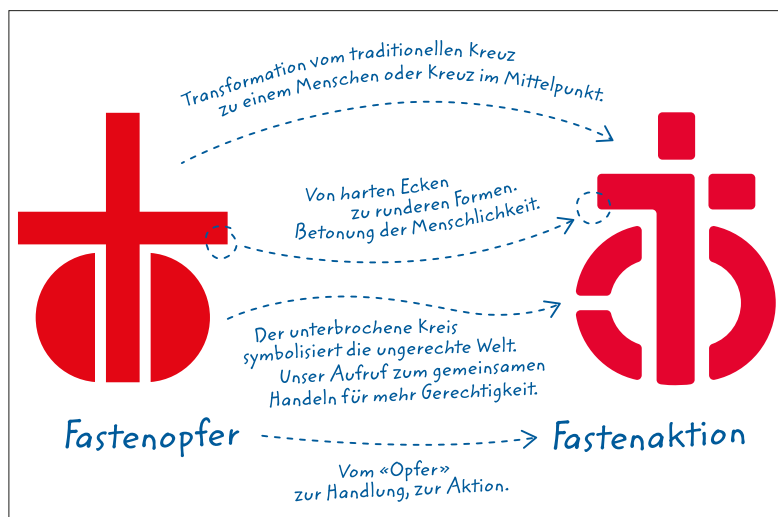 Transformation vom traditionellen Kreuz
zu einem Menschen oder Kreuz im Mittelpunkt.
Von harten Ecken
zu runderen Formen.
Betonung der Menschlichkeit.
Der unterbrochene Kreis
symbolisiert die ungerechte Welt.
Unser Aufruf zum gemeinsamen
Handeln für mehr Gerechtigkeit.
Fastenopfer
Fastenaktion
Vom «Opfer»
zur Handlung, zur Aktion.